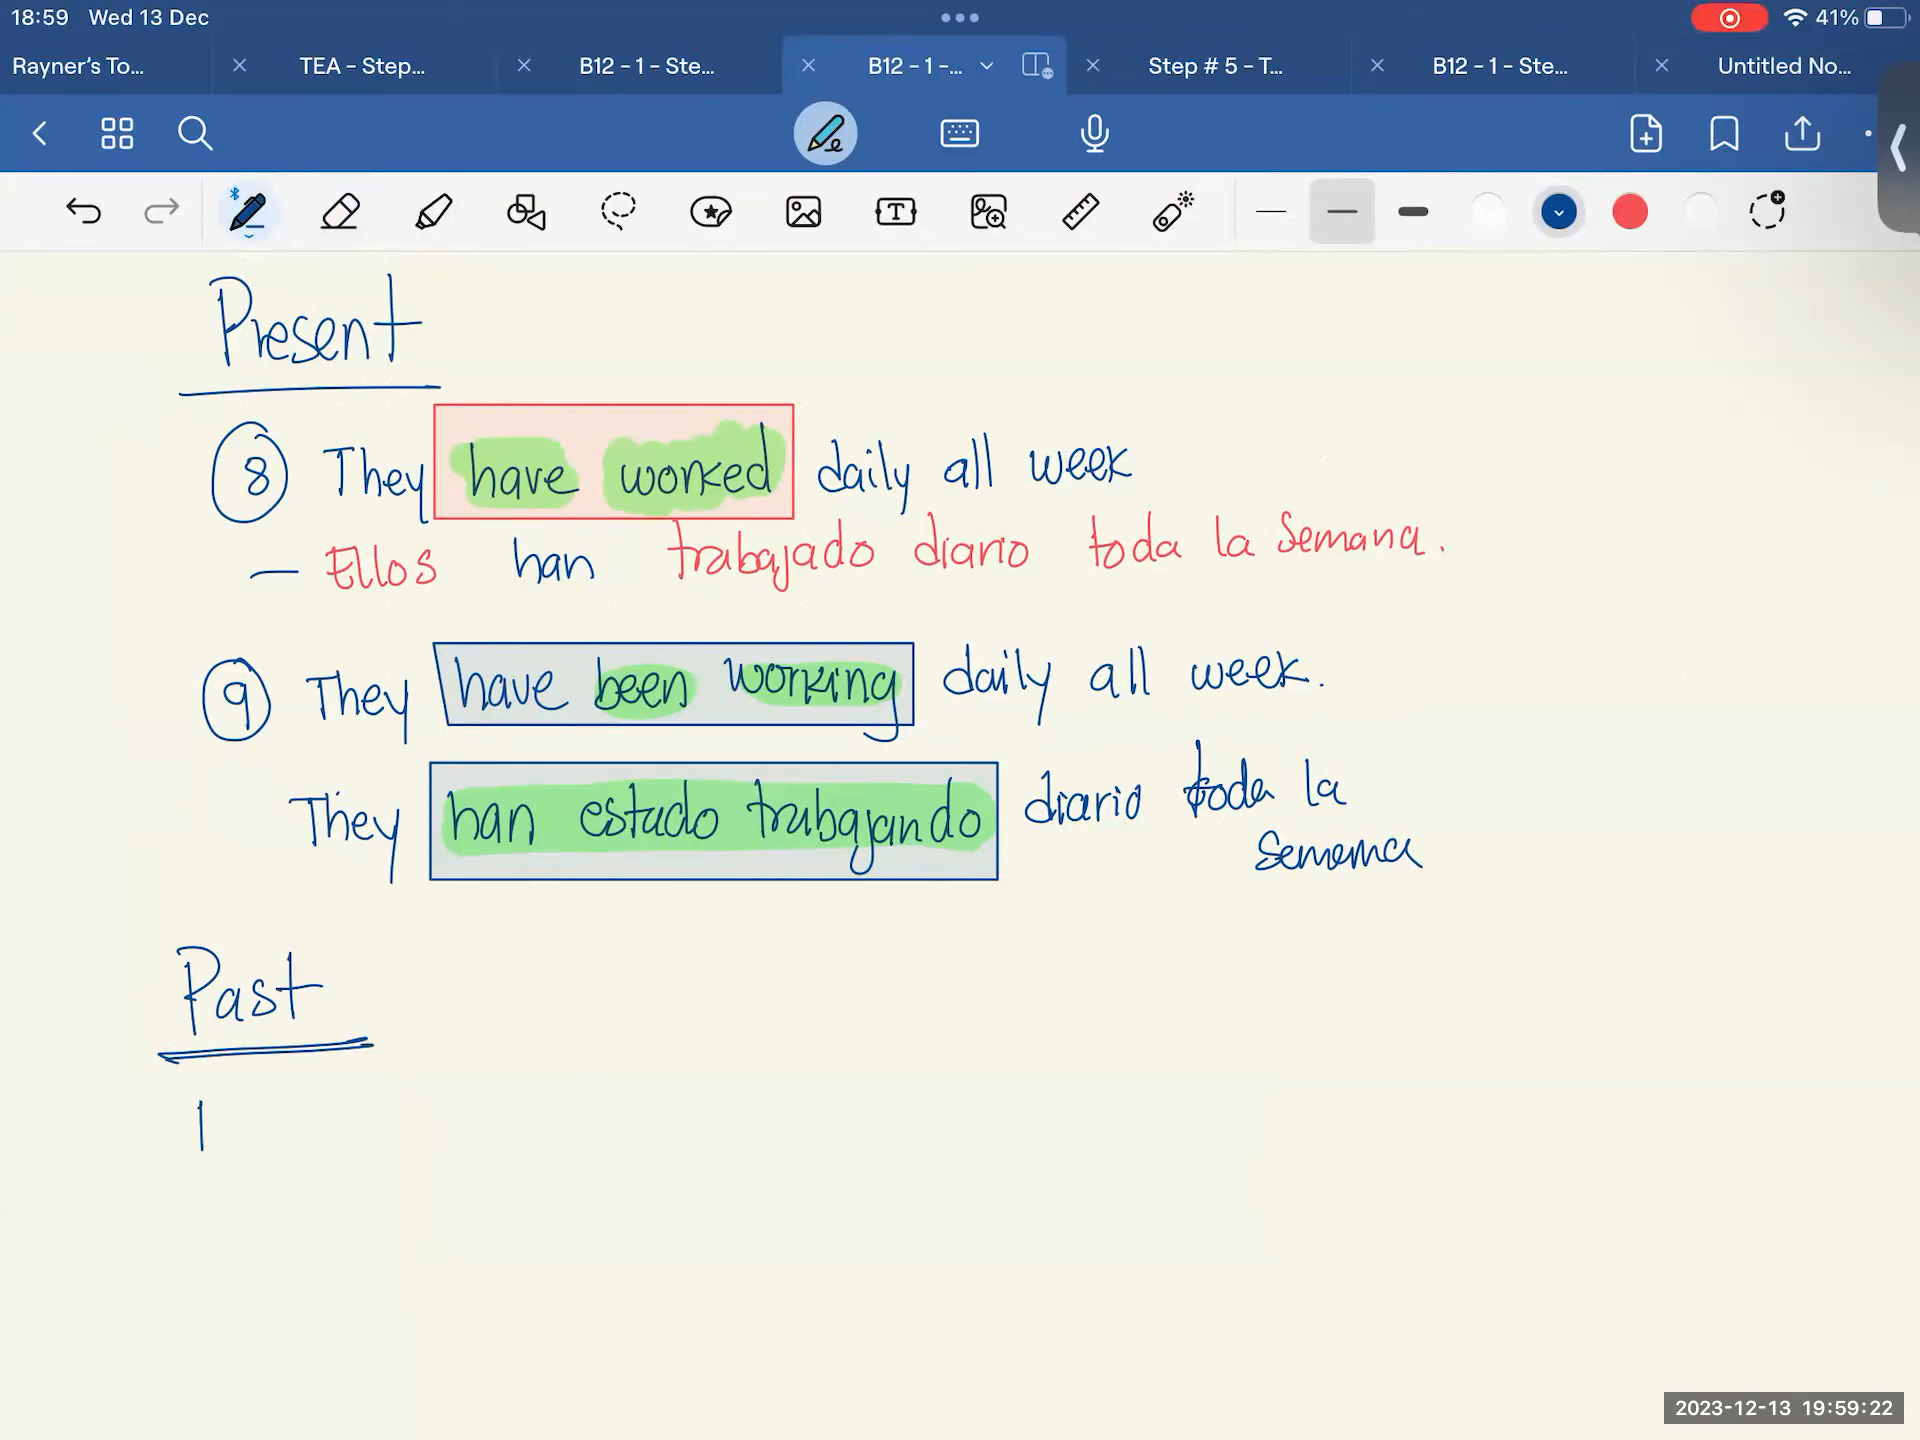 18:59 Wed 13 Dec
41%
Rayner's To...
TEA - Step...
B12 - 1 - Ste...
B12 - 1 -...
Step # 5 - T...
B12 - 1 - Ste...
Untitled No...
Present
8 They have worked daily all week
— Ellos han trabajado diario toda la semana.
9 They have been working daily all week.
They han estado trabajando diario toda la
semana
Past
1
2023-12-13 19:59:22